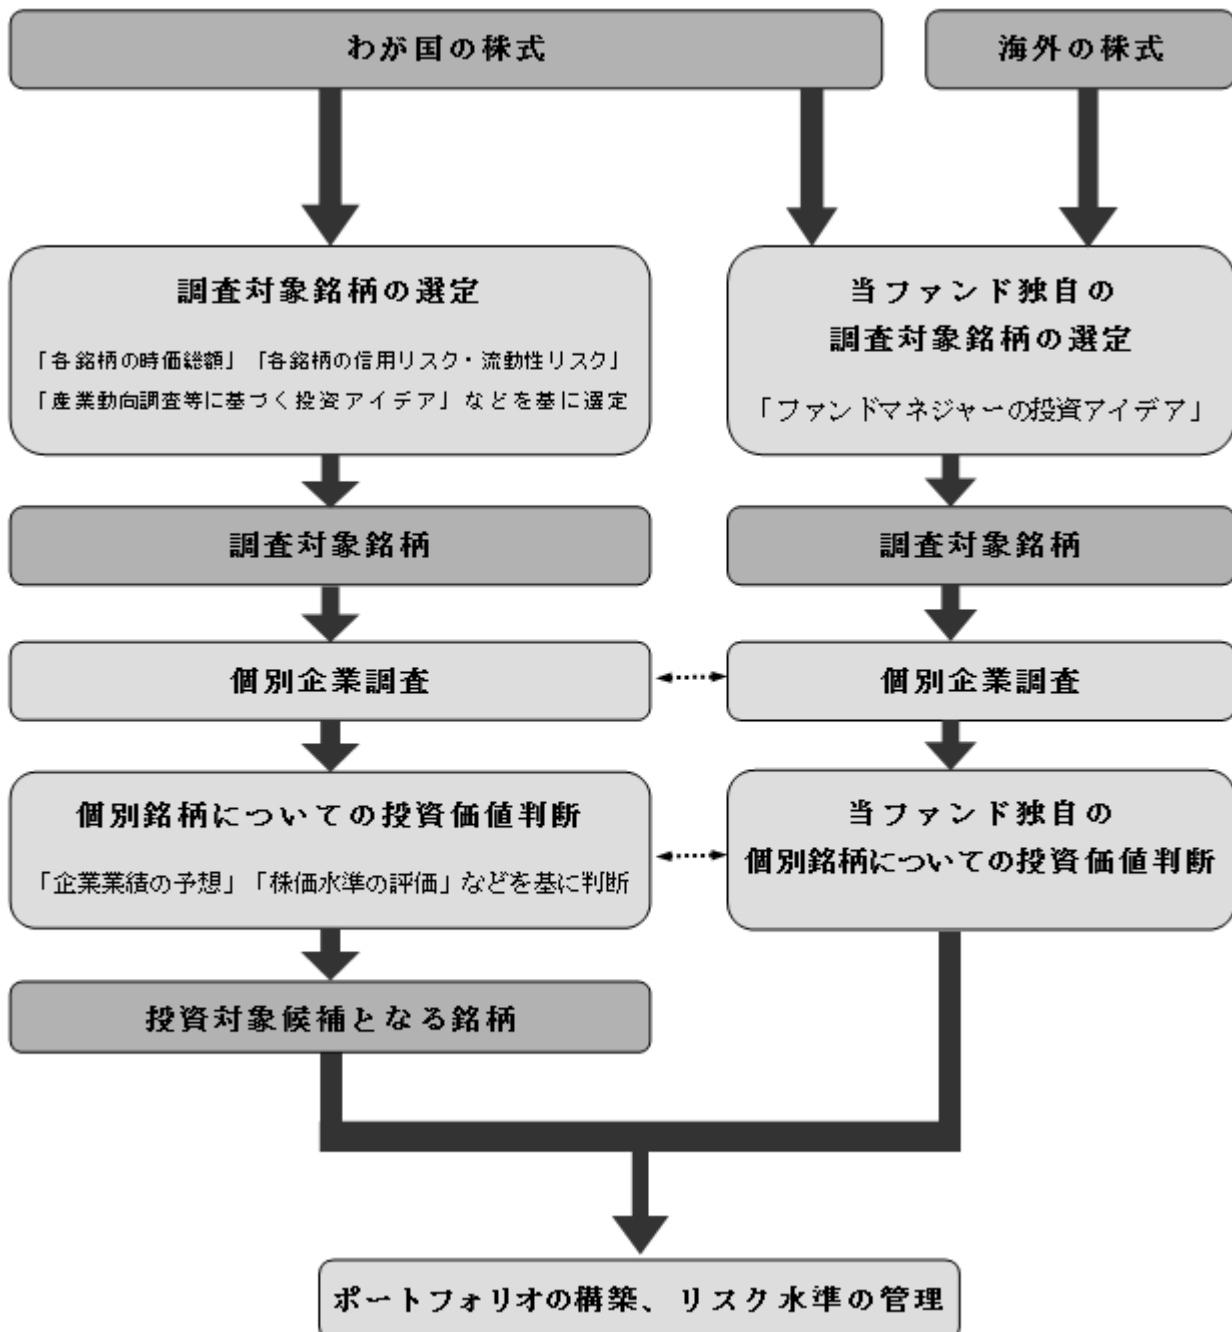 わが国の株式
海外の株式
調査対象銘柄の選定
「各銘柄の時価総額」「各銘柄の信用リスク・流動性リスク」
「産業動向調査等に基づく投資アイデア」などを基に選定
当ファンド独自の
調査対象銘柄の選定
「ファンドマネジャーの投資アイデア」
調査対象銘柄
調査対象銘柄
個別企業調査
個別企業調査
個別銘柄についての投資価値判断
「企業業績の予想」「株価水準の評価」などを基に判断
当ファンド独自の
個別銘柄についての投資価値判断
投資対象候補となる銘柄
ポートフォリオの構築、リスク水準の管理